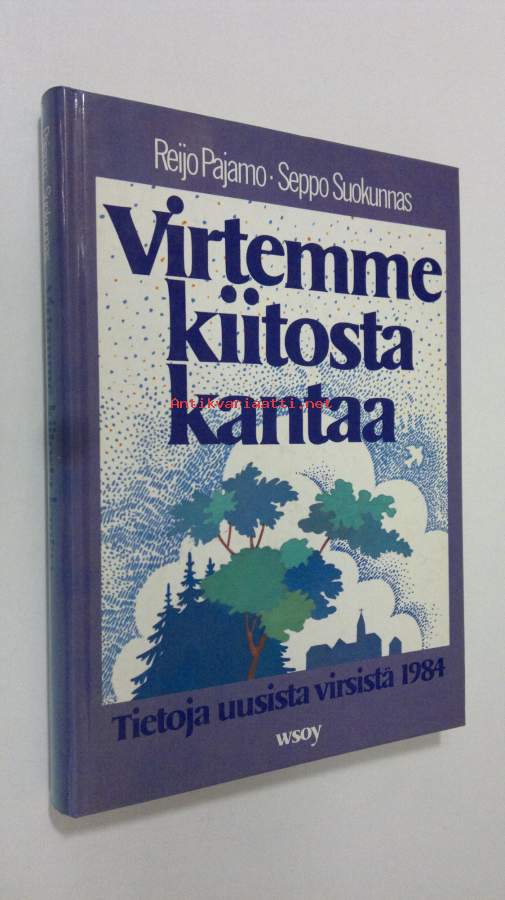 Reijo Pajamo · Seppo Suokunnas
Virtemme
kiitosta
kantaa
Antikvariaatti.net
Tietoja uusista virsistä 1984
wsoy